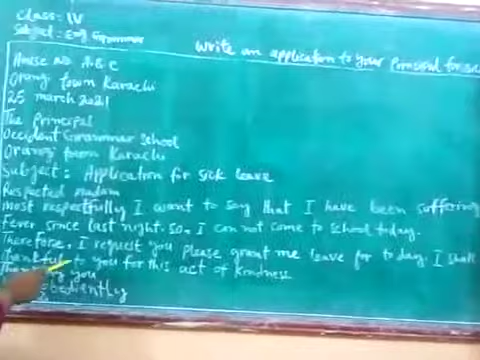 Class: IV
Subject: Eng Grammar
Write an application to your Principal for
House No A.B.C
Orangi town Karachi
25 march 2021
The Principal
Occident Grammar School
Orangi town Karachi
Subject: Application for sick leave
Respected Madam
most respectfully I want to say that I have been suffering
Fever since last night. So, I can not come to school today.
Therefore, I request you Please grant me leave for to day. I shall
thankful to you for this act of kindness.
you
obediently